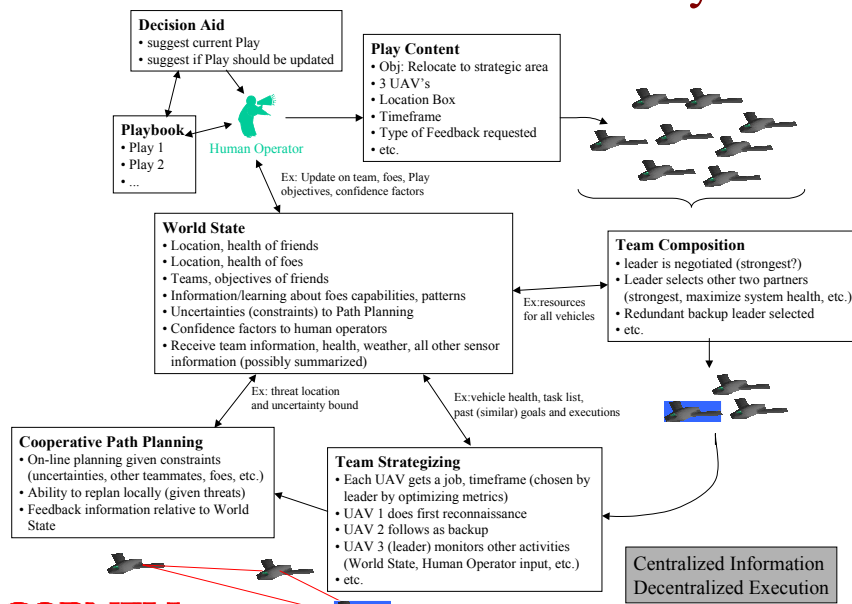 Decision Aid
• suggest current Play
• suggest if Play should be updated
Playbook
• Play 1
• Play 2
• ...
Human Operator
Play Content
• Obj: Relocate to strategic area
• 3 UAV's
• Location Box
• Timeframe
• Type of Feedback requested
• etc.
Ex: Update on team, foes, Play
objectives, confidence factors
World State
• Location, health of friends
• Location, health of foes
• Teams, objectives of friends
• Information/learning about foes capabilities, patterns
• Uncertainties (constraints) to Path Planning
• Confidence factors to human operators
• Receive team information, health, weather, all other sensor
information (possibly summarized)
Ex:resources
for all vehicles
Team Composition
• leader is negotiated (strongest?)
• Leader selects other two partners
(strongest, maximize system health, etc.)
• Redundant backup leader selected
• etc.
Ex: threat location
and uncertainty bound
Ex:vehicle health, task list,
past (similar) goals and executions
Cooperative Path Planning
• On-line planning given constraints
(uncertainties, other teammates, foes, etc.)
• Ability to replan locally (given threats)
• Feedback information relative to World
State
Team Strategizing
• Each UAV gets a job, timeframe (chosen by
leader by optimizing metrics)
• UAV 1 does first reconnaissance
• UAV 2 follows as backup
• UAV 3 (leader) monitors other activities
(World State, Human Operator input, etc.)
• etc.
Centralized Information
Decentralized Execution